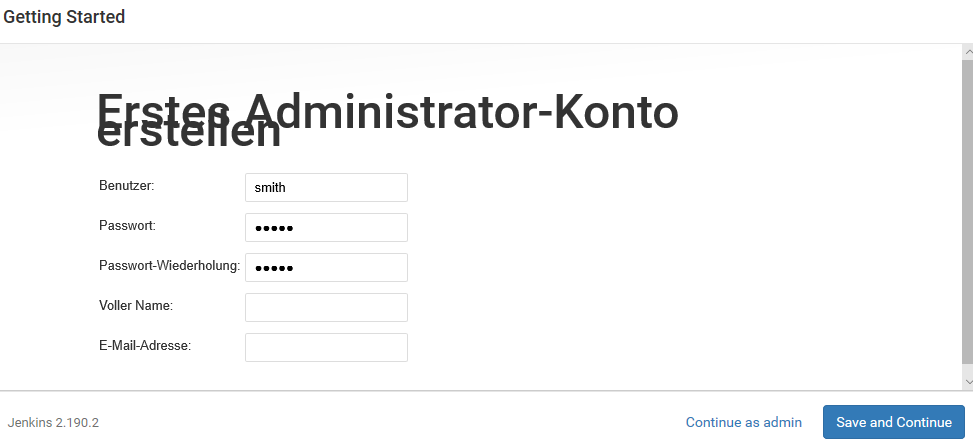 Getting Started
Erstes Administrator-Konto
erstellen
Benutzer: smith
Passwort: •••••
Passwort-Wiederholung: •••••
Voller Name:
E-Mail-Adresse:
Jenkins 2.190.2 Continue as admin Save and Continue